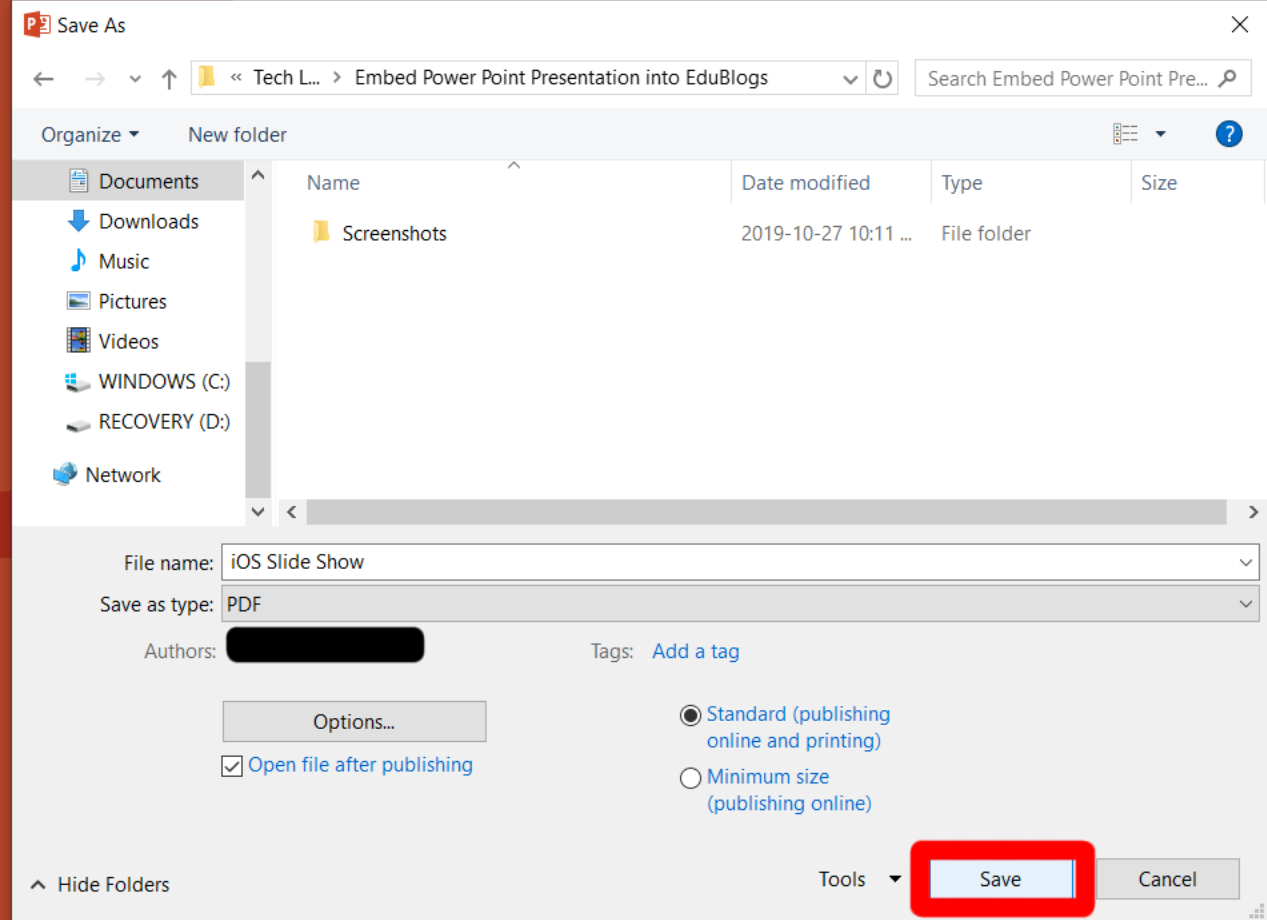 Save As
« Tech L... > Embed Power Point Presentation into EduBlogs
Search Embed Power Point Pre...
Organize
New folder
?
Documents
Downloads
Music
Pictures
Videos
WINDOWS (C:)
RECOVERY (D:)
Network
Name Date modified Type Size
Screenshots 2019-10-27 10:11 ... File folder
File name: iOS Slide Show
Save as type: PDF
Authors:
Tags: Add a tag
Options...
Open file after publishing
Standard (publishing
online and printing)
Minimum size
(publishing online)
Hide Folders
Tools
Save
Cancel